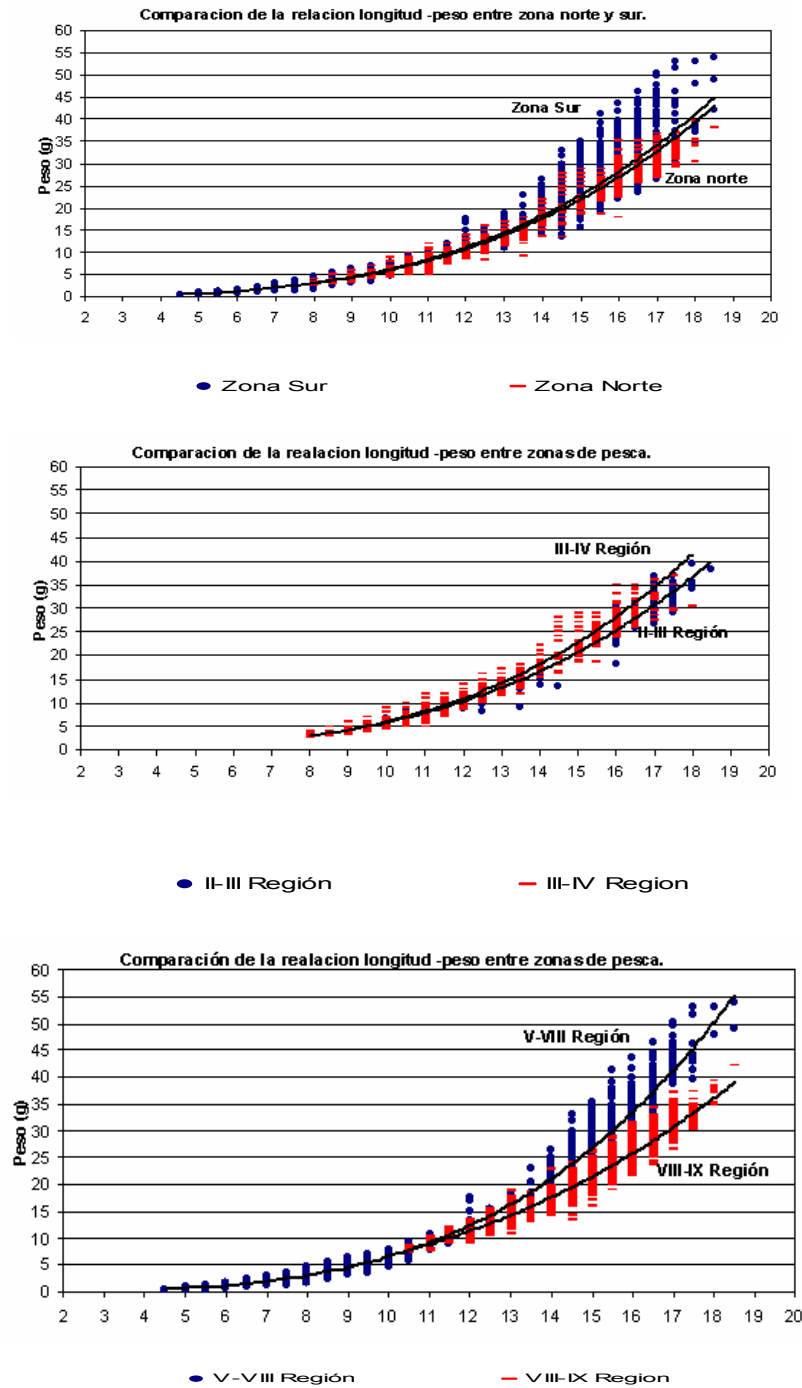 Comparacion de la relacion longitud -peso entre zona norte y sur.
60
55
50
45
40
35
30
25
20
15
10
5
0
Peso (g)
Zona Sur
Zona norte
2 3 4 5 6 7 8 9 10 11 12 13 14 15 16 17 18 19 20
Zona Sur Zona Norte
Comparacion de la realacion longitud -peso entre zonas de pesca.
60
55
50
45
40
35
30
25
20
15
10
5
0
Peso (g)
III-IV Región
II-III Región
2 3 4 5 6 7 8 9 10 11 12 13 14 15 16 17 18 19 20
II-III Región III-IV Region
Comparación de la realacion longitud -peso entre zonas de pesca.
60
55
50
45
40
35
30
25
20
15
10
5
0
Peso (g)
V-VIII Región
VIII-IX Región
2 3 4 5 6 7 8 9 10 11 12 13 14 15 16 17 18 19 20
V-VIII Región VIII-IX Region